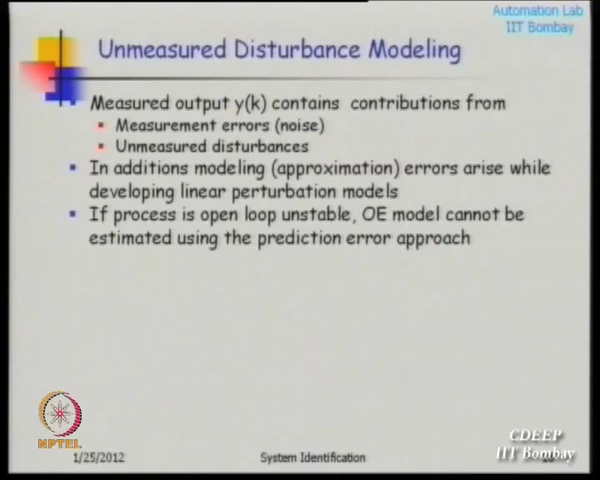 Automation Lab
IIT Bombay
Unmeasured Disturbance Modeling
Measured output y(k) contains contributions from
Measurement errors (noise)
Unmeasured disturbances
In additions modeling (approximation) errors arise while
developing linear perturbation models
If process is open loop unstable, OE model cannot be
estimated using the prediction error approach
NPTEL
1/25/2012
System Identification
CDEEP
IIT Bombay